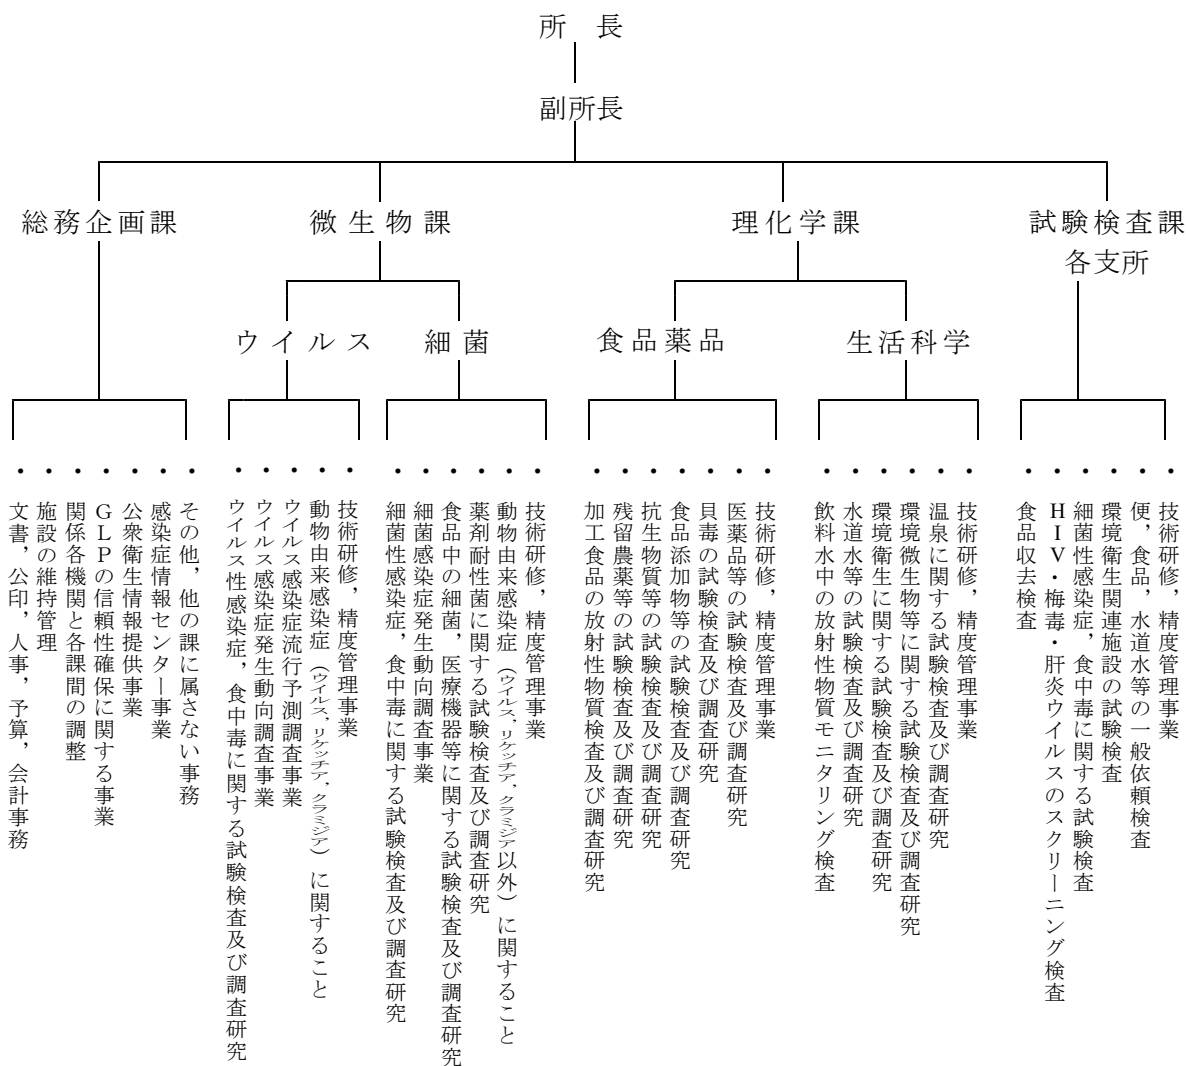 所　長
副所長
総務企画課
微生物課
理化学課
試験検査課
各支所
ウイルス
細菌
食品薬品
生活科学
・文書，公印，人事，予算，会計事務
・施設の維持管理
・関係各機関と各課間の調整
・GLPの信頼性確保に関する事業
・公衆衛生情報提供事業
・感染症情報センター事業
・その他，他の課に属さない事務
・ウイルス性感染症，食中毒に関する試験検査及び調査研究
・ウイルス感染症発生動向調査事業
・ウイルス感染症流行予測調査事業
・動物由来感染症（ウイルス，リケッチア，クラミジア）に関すること
・技術研修，精度管理事業
・細菌性感染症，食中毒に関する試験検査及び調査研究
・細菌感染症発生動向調査事業
・食品中の細菌，医療機器等に関する試験検査及び調査研究
・薬剤耐性菌に関する試験検査及び調査研究
・動物由来感染症（ウイルス，リケッチア，クラミジア以外）に関すること
・技術研修，精度管理事業
・加工食品の放射性物質検査及び調査研究
・残留農薬等の試験検査及び調査研究
・抗生物質等の試験検査及び調査研究
・食品添加物等の試験検査及び調査研究
・貝毒の試験検査及び調査研究
・医薬品等の試験検査及び調査研究
・技術研修，精度管理事業
・飲料水中の放射性物質モニタリング検査
・水道水等の試験検査及び調査研究
・環境衛生に関する試験検査及び調査研究
・環境微生物等に関する試験検査及び調査研究
・温泉に関する試験検査及び調査研究
・技術研修，精度管理事業
・食品収去検査
・HIV・梅毒・肝炎ウイルスのスクリーニング検査
・細菌性感染症，食中毒に関する試験検査
・環境衛生関連施設の試験検査
・便，食品，水道水等の一般依頼検査
・技術研修，精度管理事業